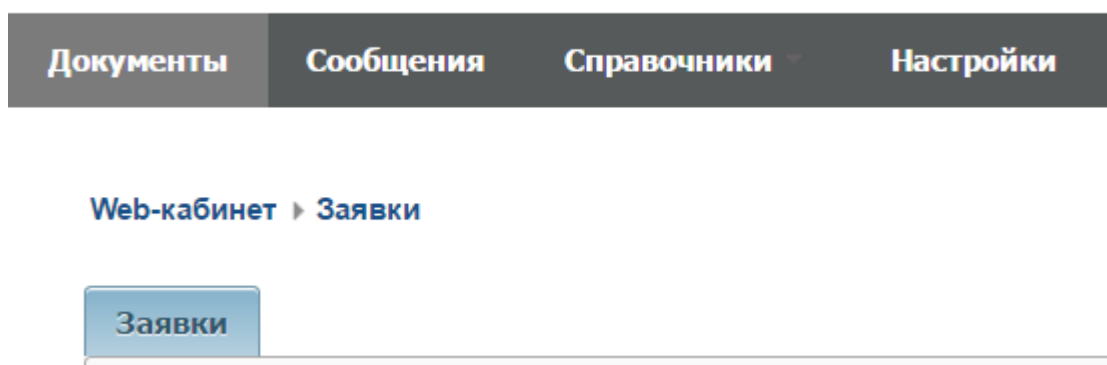 Документы Сообщения Справочники Настройки
Web-кабинет Заявки
Заявки